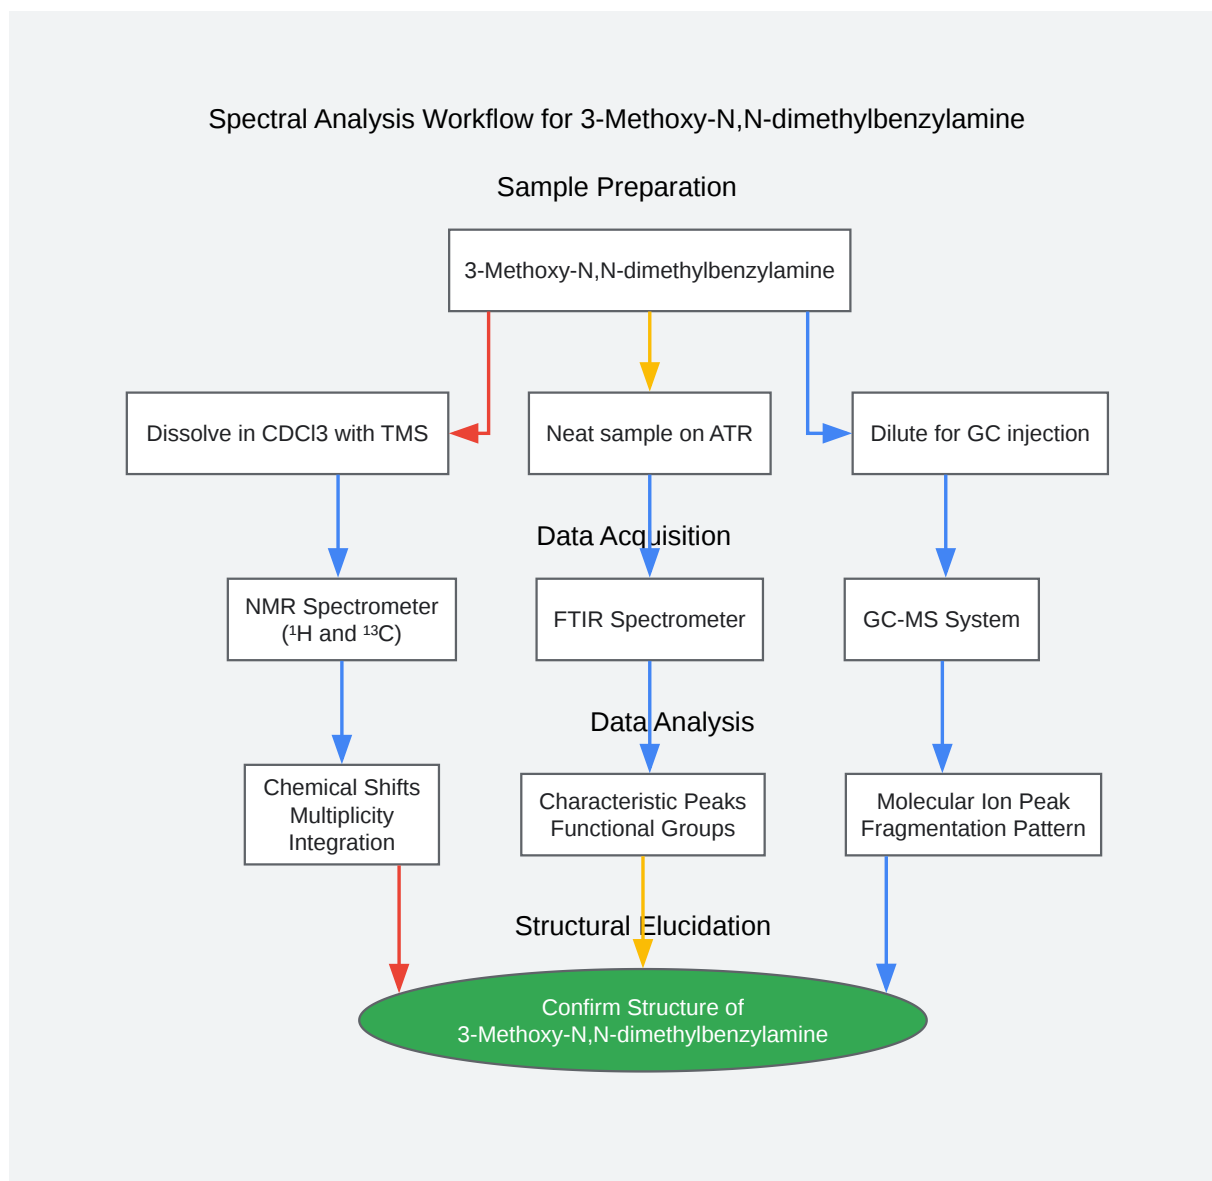 Spectral Analysis Workflow for 3-Methoxy-N,N-dimethylbenzylamine
Sample Preparation
3-Methoxy-N,N-dimethylbenzylamine
Dissolve in CDCl3 with TMS
Neat sample on ATR
Dilute for GC injection
Data Acquisition
NMR Spectrometer
(¹H and ¹³C)
FTIR Spectrometer
GC-MS System
Data Analysis
Chemical Shifts
Multiplicity
Integration
Characteristic Peaks
Functional Groups
Molecular Ion Peak
Fragmentation Pattern
Structural Elucidation
Confirm Structure of
3-Methoxy-N,N-dimethylbenzylamine